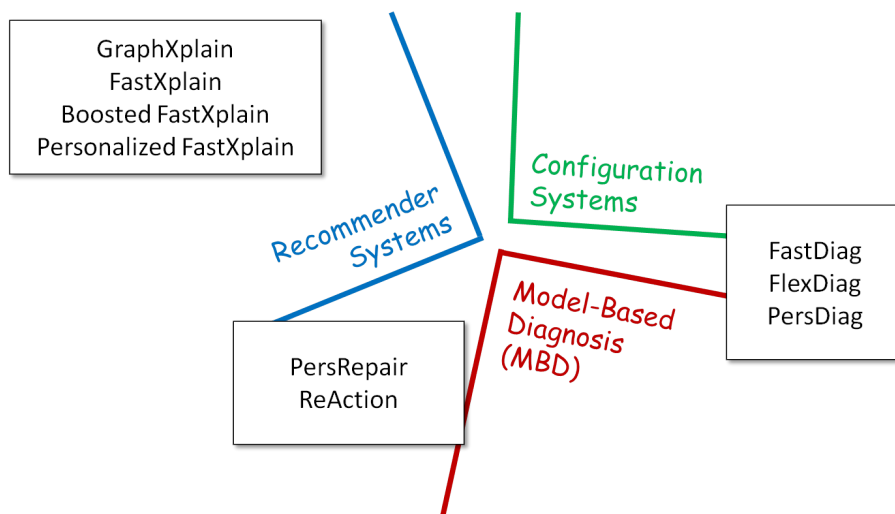 GraphXplain
FastXplain
Boosted FastXplain
Personalized FastXplain
Configuration
Systems
Recommender
Systems
FastDiag
FlexDiag
PersDiag
Model-Based
Diagnosis
(MBD)
PersRepair
ReAction